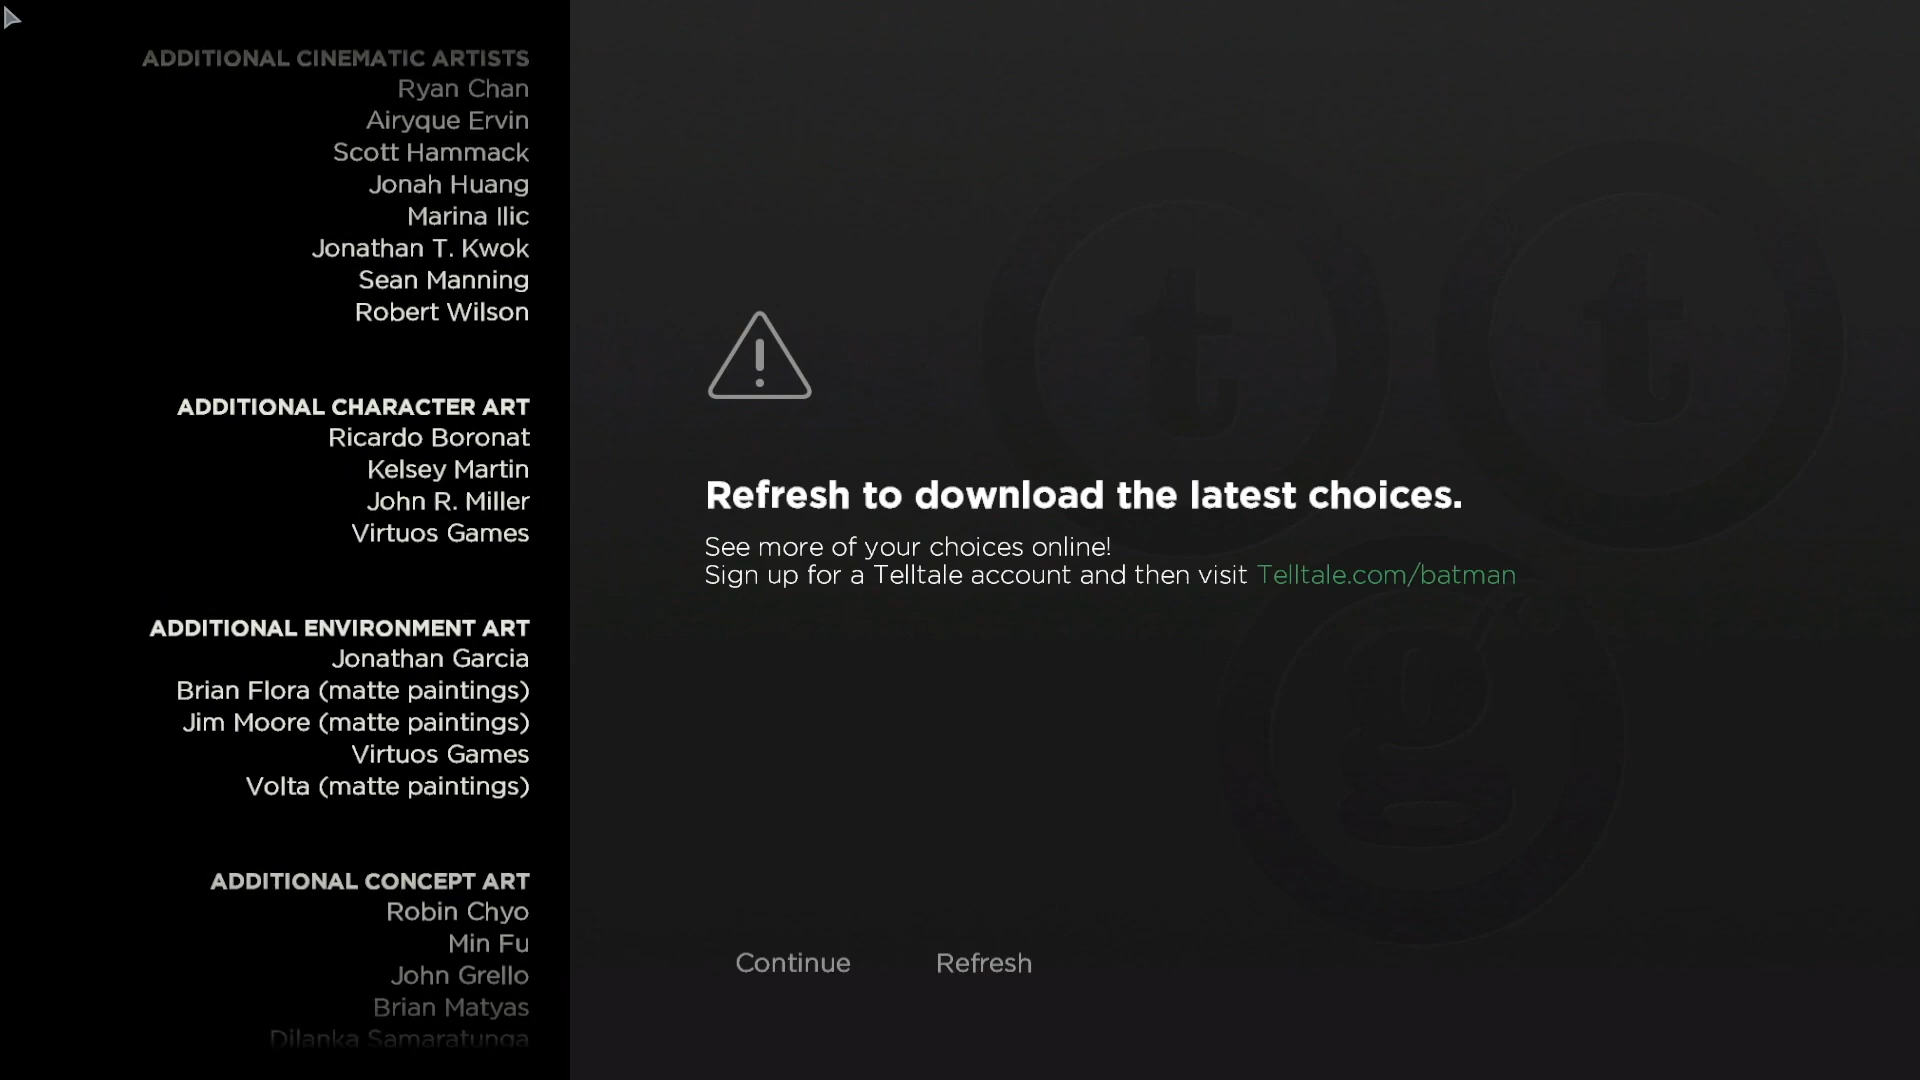 ADDITIONAL CINEMATIC ARTISTS
Ryan Chan
Airyque Ervin
Scott Hammack
Jonah Huang
Marina Ilic
Jonathan T. Kwok
Sean Manning
Robert Wilson
ADDITIONAL CHARACTER ART
Ricardo Boronat
Kelsey Martin
John R. Miller
Virtuos Games
ADDITIONAL ENVIRONMENT ART
Jonathan Garcia
Brian Flora (matte paintings)
Jim Moore (matte paintings)
Virtuos Games
Volta (matte paintings)
ADDITIONAL CONCEPT ART
Robin Chyo
Min Fu
John Grello
Brian Matyas
Dilanka Samaratunga
t t
g
Refresh to download the latest choices.
See more of your choices online!
Sign up for a Telltale account and then visit Telltale.com/batman
Continue Refresh